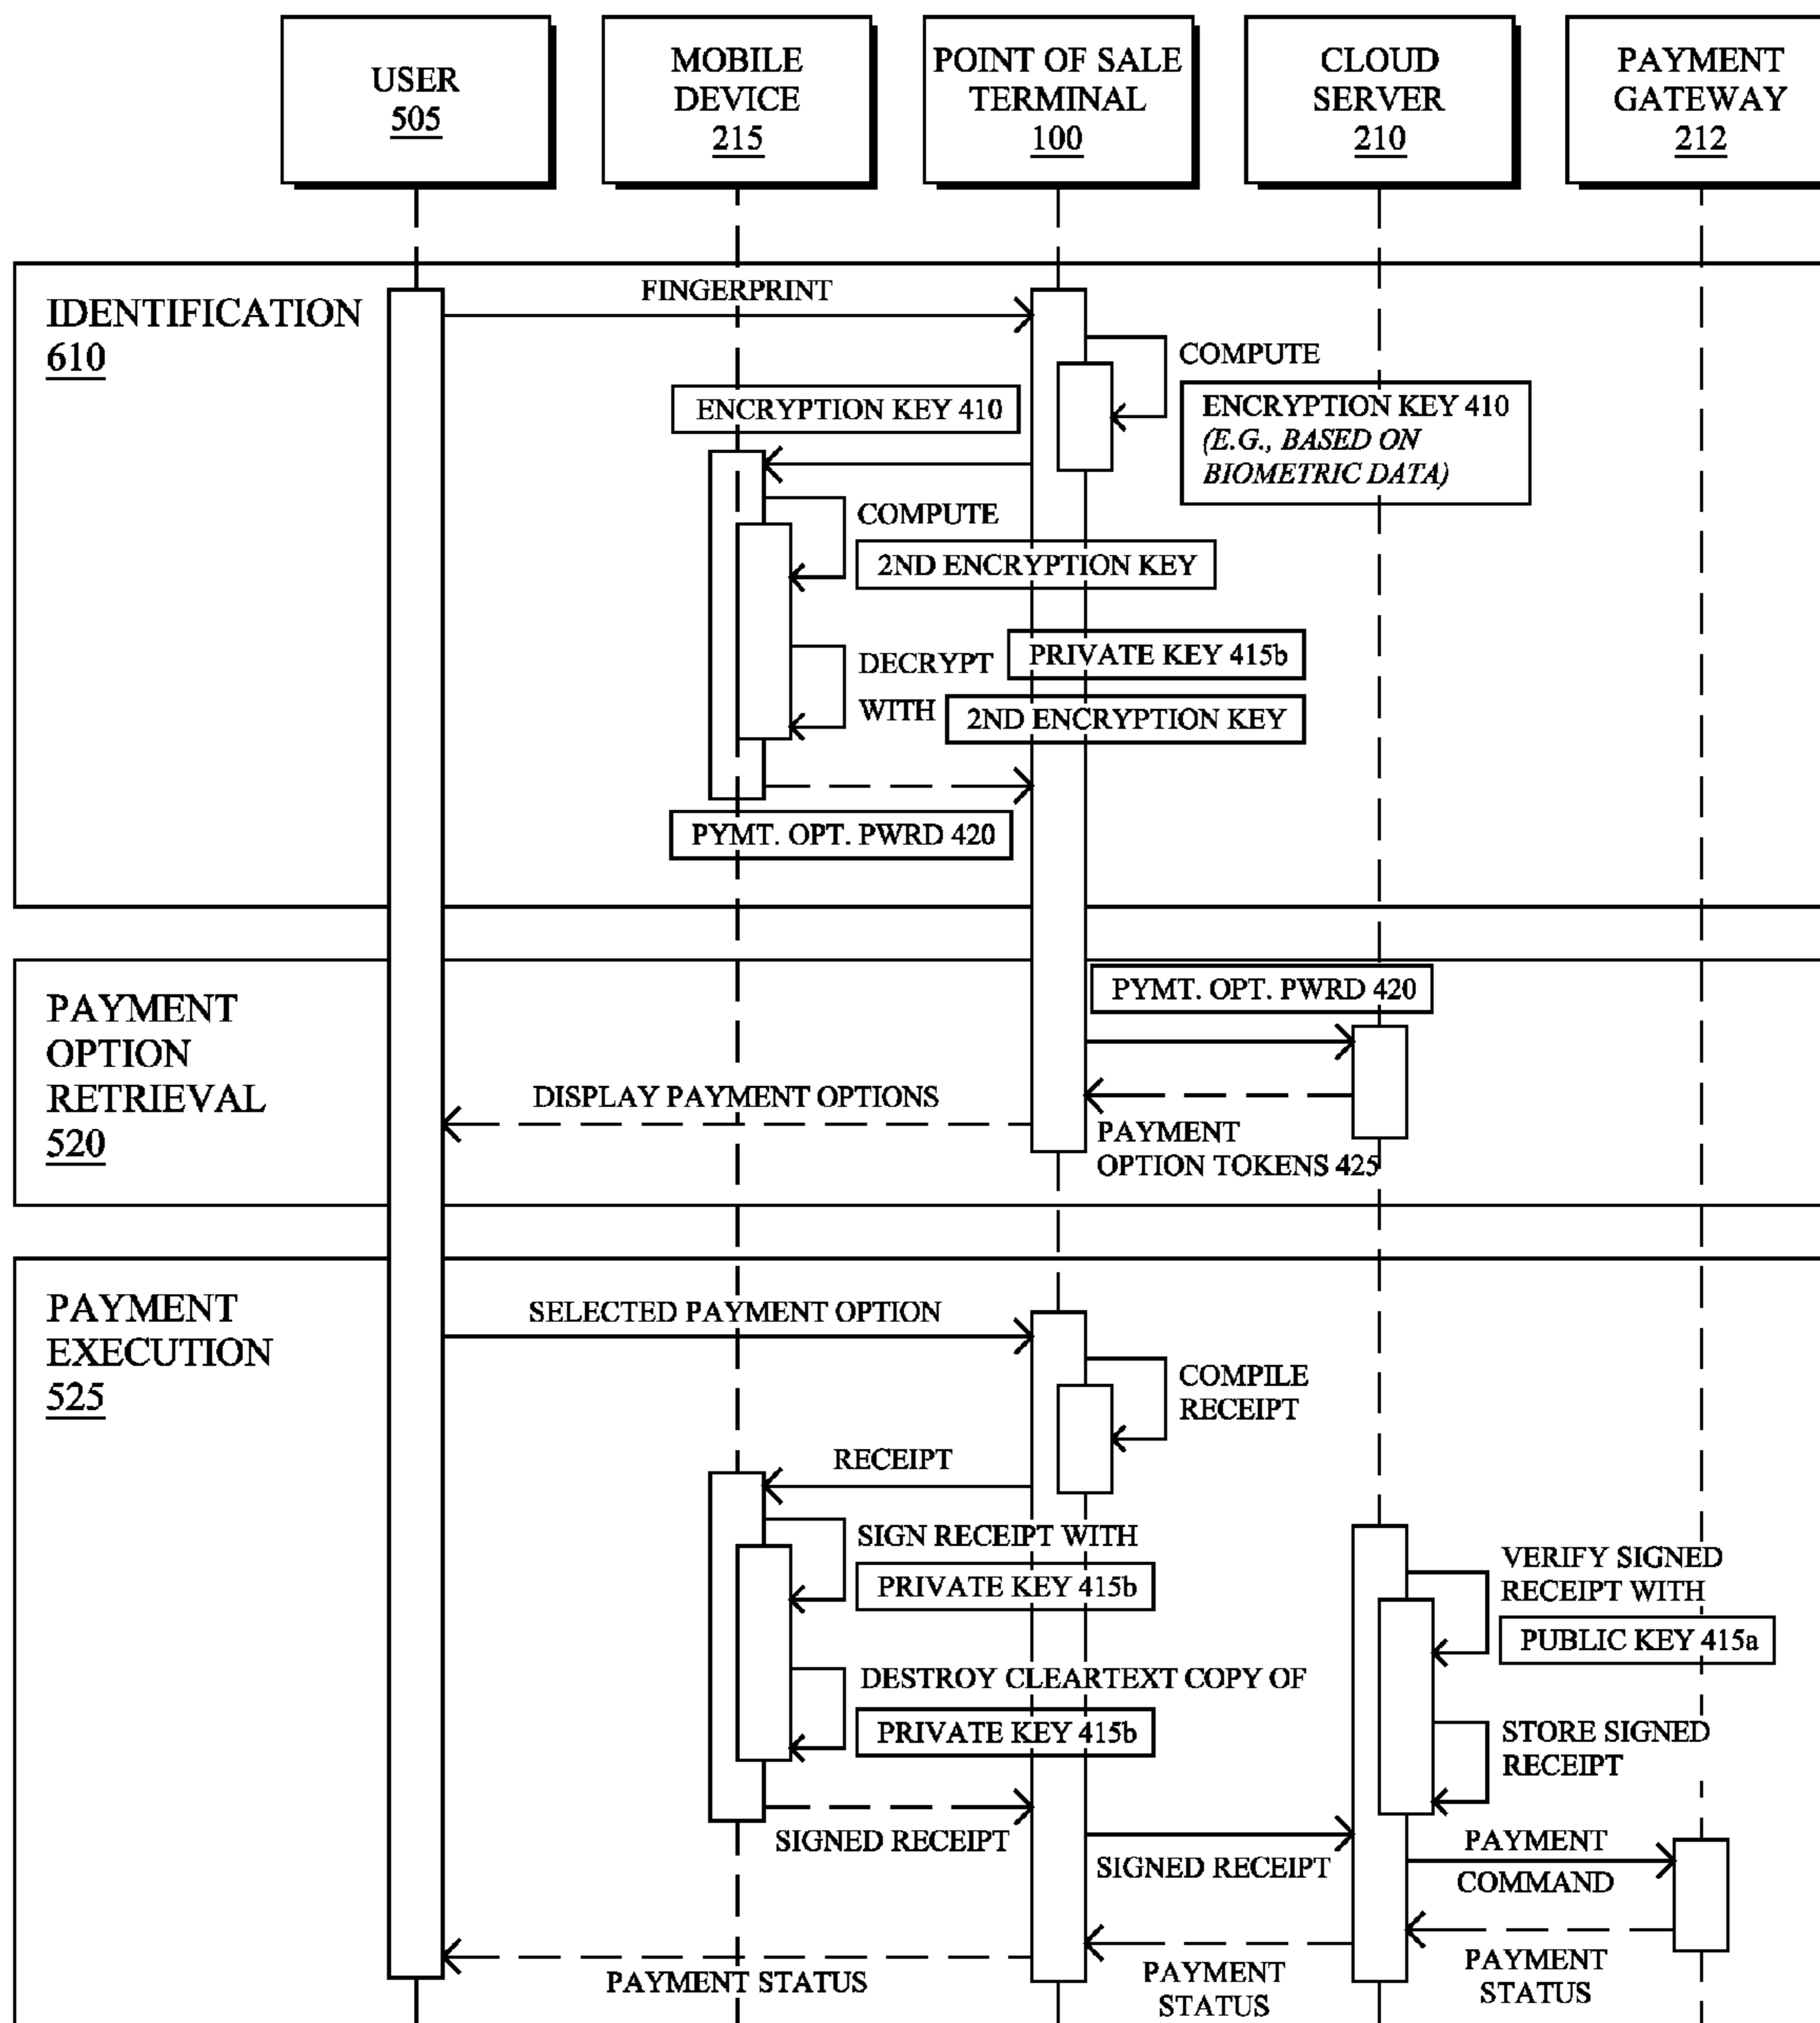 USER
505
MOBILE
DEVICE
215
POINT OF SALE
TERMINAL
100
CLOUD
SERVER
210
PAYMENT
GATEWAY
212
IDENTIFICATION
610
FINGERPRINT
COMPUTE
ENCRYPTION KEY 410
(E.G., BASED ON
BIOMETRIC DATA)
ENCRYPTION KEY 410
COMPUTE
2ND ENCRYPTION KEY
DECRYPT PRIVATE KEY 415b
WITH 2ND ENCRYPTION KEY
PYMT. OPT. PWRD 420
PAYMENT
OPTION
RETRIEVAL
520
PYMT. OPT. PWRD 420
DISPLAY PAYMENT OPTIONS
PAYMENT
OPTION TOKENS 425
PAYMENT
EXECUTION
525
SELECTED PAYMENT OPTION
COMPILE
RECEIPT
RECEIPT
SIGN RECEIPT WITH
PRIVATE KEY 415b
DESTROY CLEARTEXT COPY OF
PRIVATE KEY 415b
SIGNED RECEIPT
SIGNED RECEIPT
VERIFY SIGNED
RECEIPT WITH
PUBLIC KEY 415a
STORE SIGNED
RECEIPT
PAYMENT
COMMAND
PAYMENT
STATUS
PAYMENT
STATUS
PAYMENT STATUS